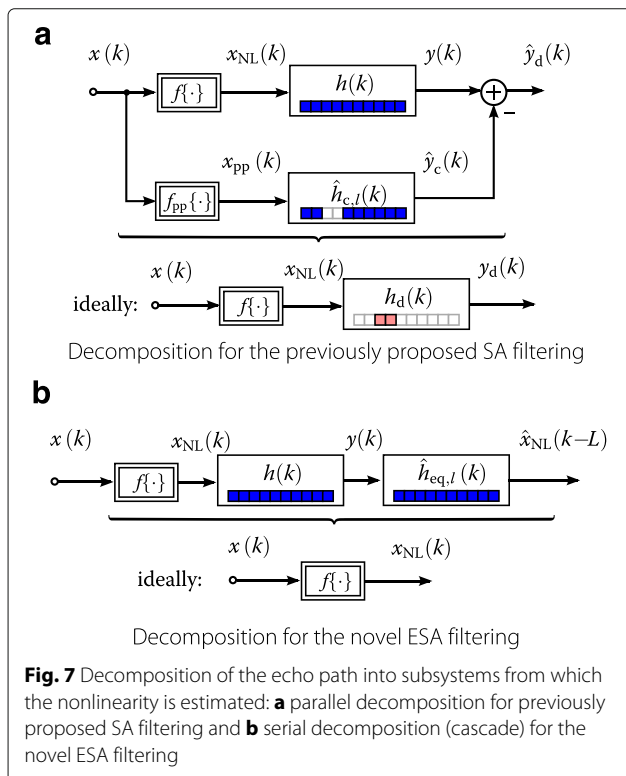 a
x (k) x_NL(k) y(k) ŷ_d(k)
f{·} h(k) +
−
x_pp (k) ŷ_c(k)
f_pp{·} ĥ_c,l(k)
x (k) x_NL(k) y_d(k)
ideally: f{·} h_d(k)
Decomposition for the previously proposed SA filtering
b
x (k) x_NL(k) y(k) x̂_NL(k−L)
f{·} h(k) ĥ_eq,l (k)
x (k) x_NL(k)
ideally: f{·}
Decomposition for the novel ESA filtering
Fig. 7 Decomposition of the echo path into subsystems from which
the nonlinearity is estimated: a parallel decomposition for previously
proposed SA filtering and b serial decomposition (cascade) for the
novel ESA filtering